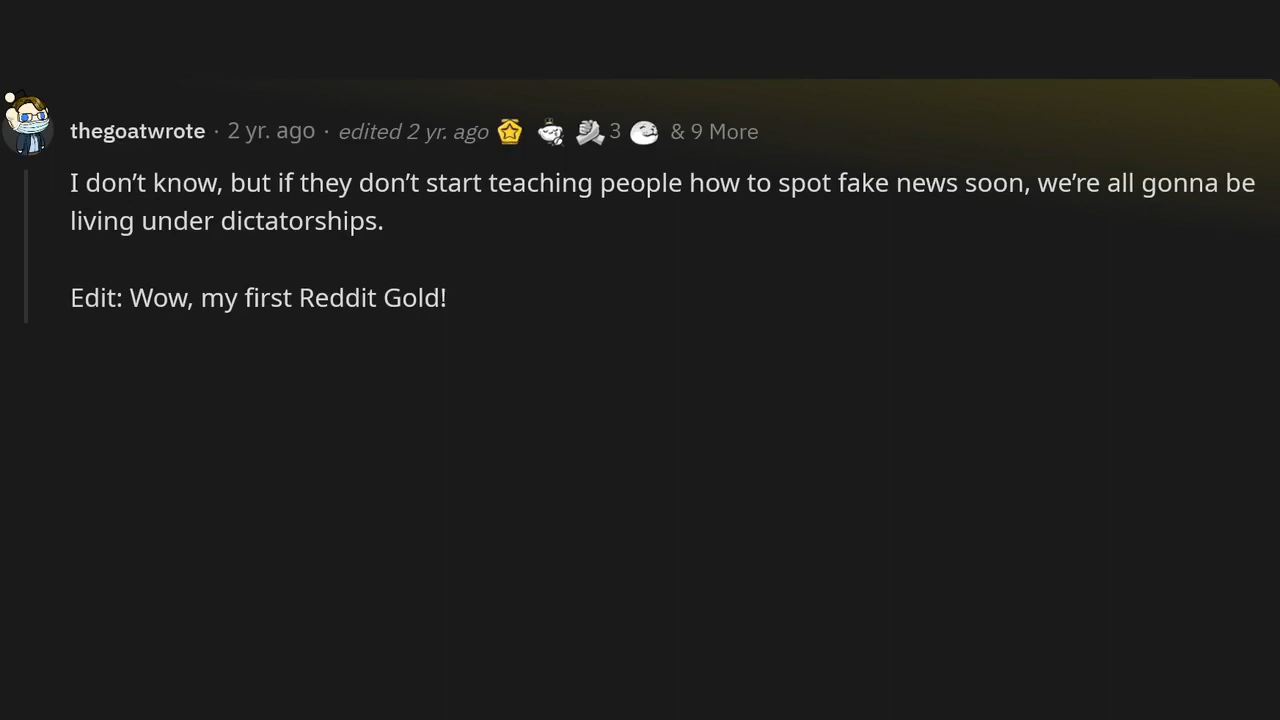 thegoatwrote · 2 yr. ago · edited 2 yr. ago 3 & 9 More
I don’t know, but if they don’t start teaching people how to spot fake news soon, we’re all gonna be
living under dictatorships.
Edit: Wow, my first Reddit Gold!